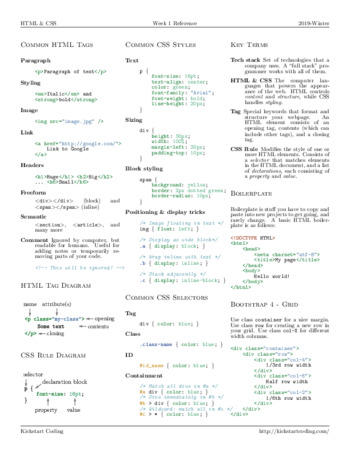 HTML & CSS
Week 1 Reference
2019-Winter
Common HTML Tags
Paragraph
<p>Paragraph of text</p>
Styling
<em>Italic</em> and
<strong>bold</strong>
Image
<img src="image.jpg" />
Link
<a href="http://google.com/">
Link to Google
</a>
Headers
<h1>Huge</h1> <h2>Big</h2>
... <h6>Small</h6>
Freeform
<div></div> (block) and
<span></span> (inline)
Semantic
<section>, <article>, and
many more
Comment Ignored by computer, but
readable for humans. Useful for
adding notes or temporarily re-
moving parts of your code.
<!-- This will be ignored! -->
HTML Tag Diagram
name attribute(s)
<p class="my-class"> opening
Some text contents
</p> closing
CSS Rule Diagram
selector
declaration block
p {
font-size: 18pt;
}
property value
Common CSS Styles
Text
p {
font-size: 18pt;
text-align: center;
color: green;
font-family: "Arial";
font-weight: bold;
line-height: 20pt;
}
Sizing
div {
height: 50px;
width: 100%;
margin-left: 20px;
padding-top: 10px;
}
Block styling
span {
background: yellow;
border: 2px dotted green;
border-radius: 10px;
}
Positioning & display tricks
/* Image floating in text */
img { float: left; }
/* Display as wide block*/
.a { display: block; }
/* Wrap inline with text */
.b { display: inline; }
/* Stack adjacently */
.c { display: inline-block; }
Common CSS Selectors
Tag
div { color: blue; }
Class
.class-name { color: blue; }
ID
#id_name { color: blue; }
Containment
/* Match all divs in #a */
#a div { color: blue; }
#b > div { color: blue; }
/* Wildcard: match all in #c */
#c > * { color: blue; }
Key Terms
Tech stack Set of technologies that a
company uses. A "full stack" pro-
grammer works with all of them.
HTML & CSS The computer lan-
guages that powers the appear-
ance of the web. HTML controls
content and structure, while CSS
handles styling.
Tag Special keywords that format and
structure your webpage. An
HTML element consists of an
opening tag, contents (which can
include other tags), and a closing
tag.
CSS Rule Modifies the style of one or
more HTML elements. Consists of
a selector that matches elements
in the HTML document, and a list
of declarations, each consisting of
a property and value.
Boilerplate
Boilerplate is stuff you have to copy and
paste into new projects to get going, and
rarely change. A basic HTML boiler-
plate is as follows:
<!DOCTYPE HTML>
<html>
<head>
<meta charset="utf-8">
<title>My page</title>
</head>
<body>
Hello world!
</body>
</html>
Bootstrap 4 - Grid
Use class container for a nice margin.
Use class row for creating a new row in
your grid. Use class col-1 for different
width columns.
<div class="container">
<div class="row">
<div class="col-4">
1/3rd row width
</div>
<div class="col-6">
Half row width
</div>
<div class="col-2">
1/6th row width
</div>
</div>
</div>
Kickstart Coding
http://kickstartcoding.com/